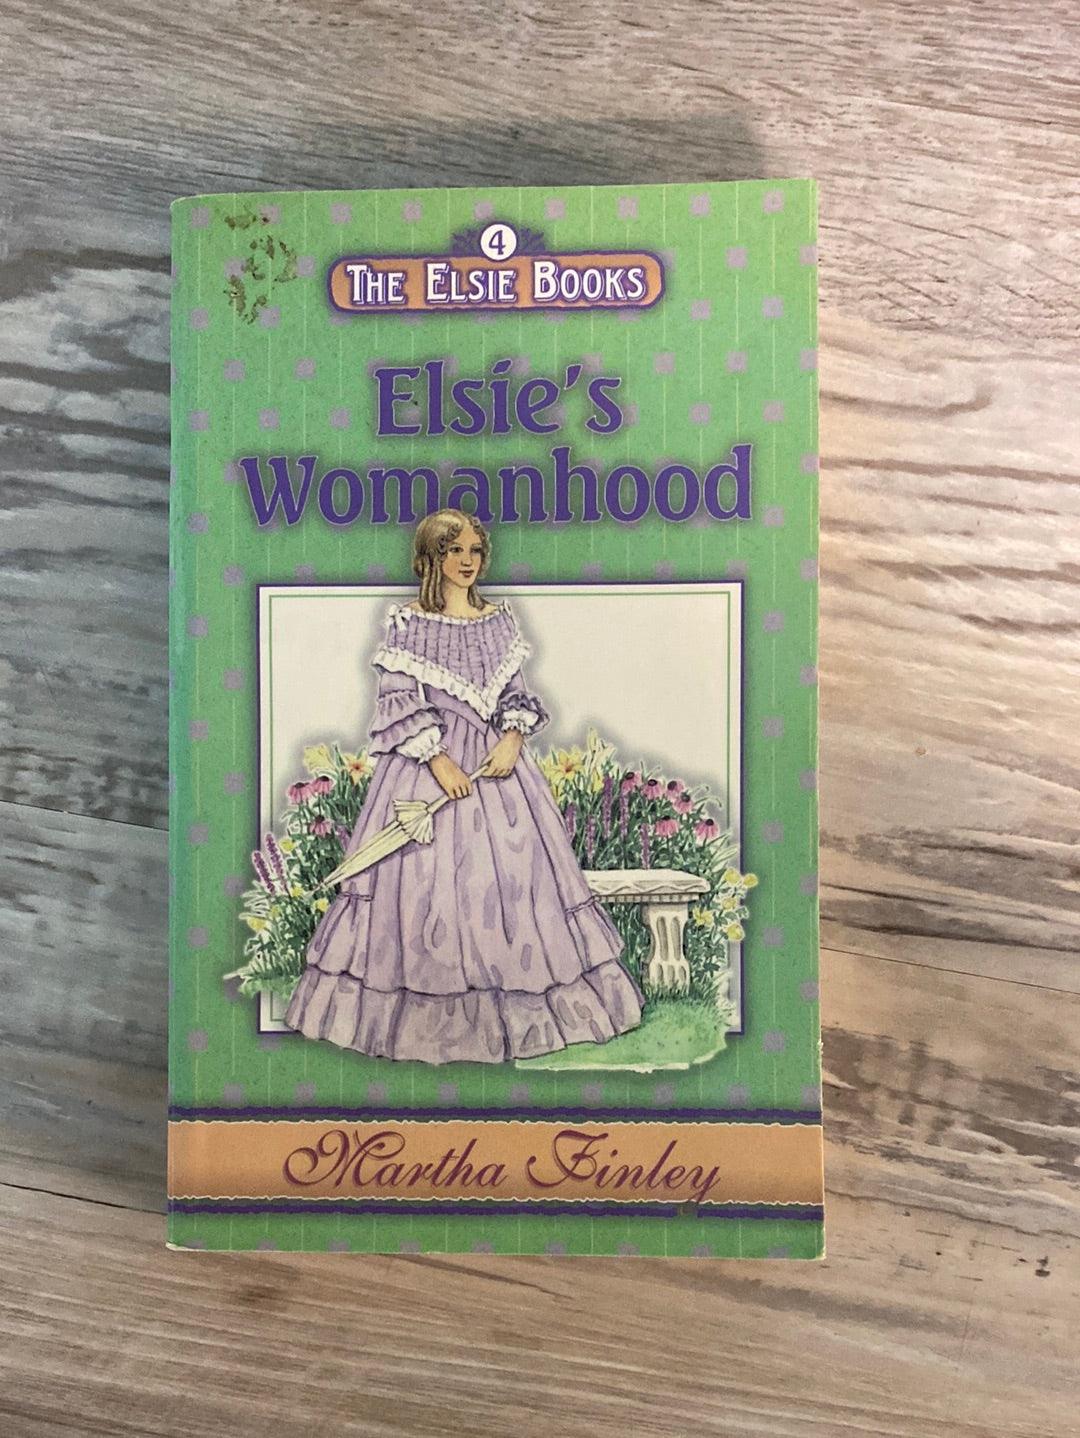 4
The Elsie Books
Elsie's
Womanhood
Martha Finley